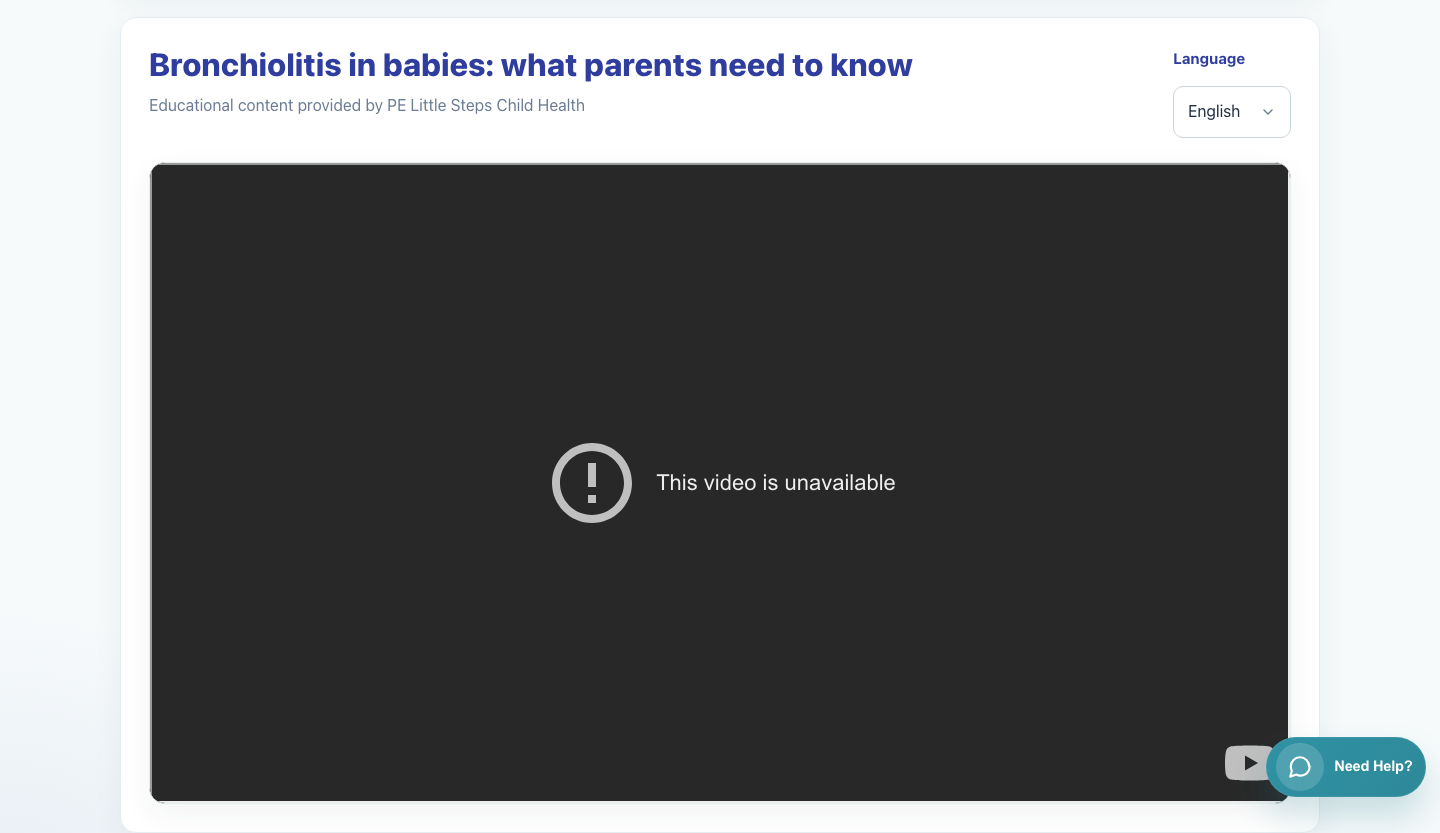 Bronchiolitis in babies: what parents need to know
Educational content provided by PE Little Steps Child Health
Language
English
This video is unavailable
Need Help?